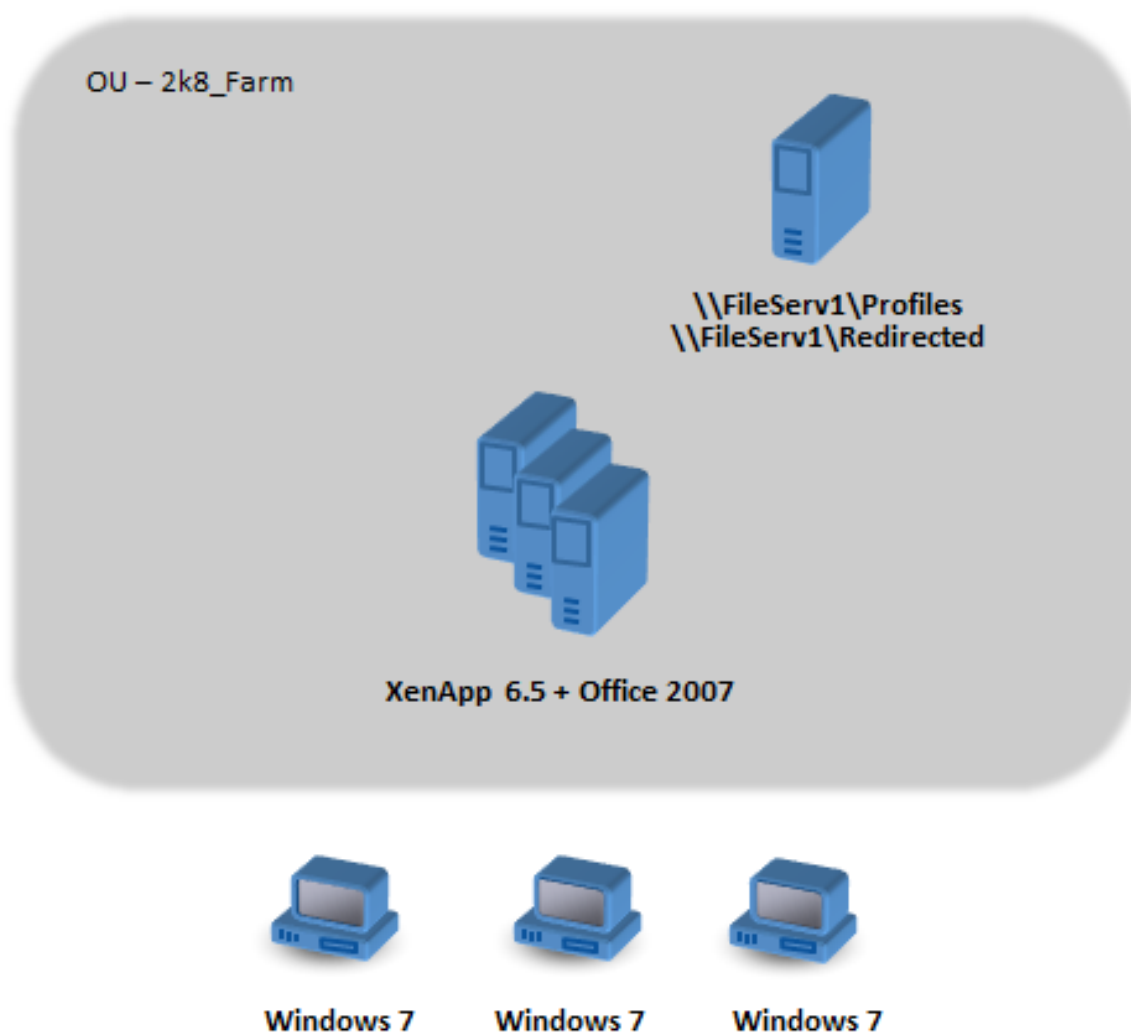 OU – 2k8_Farm
\\FileServ1\Profiles
\\FileServ1\Redirected
XenApp 6.5 + Office 2007
Windows 7 Windows 7 Windows 7